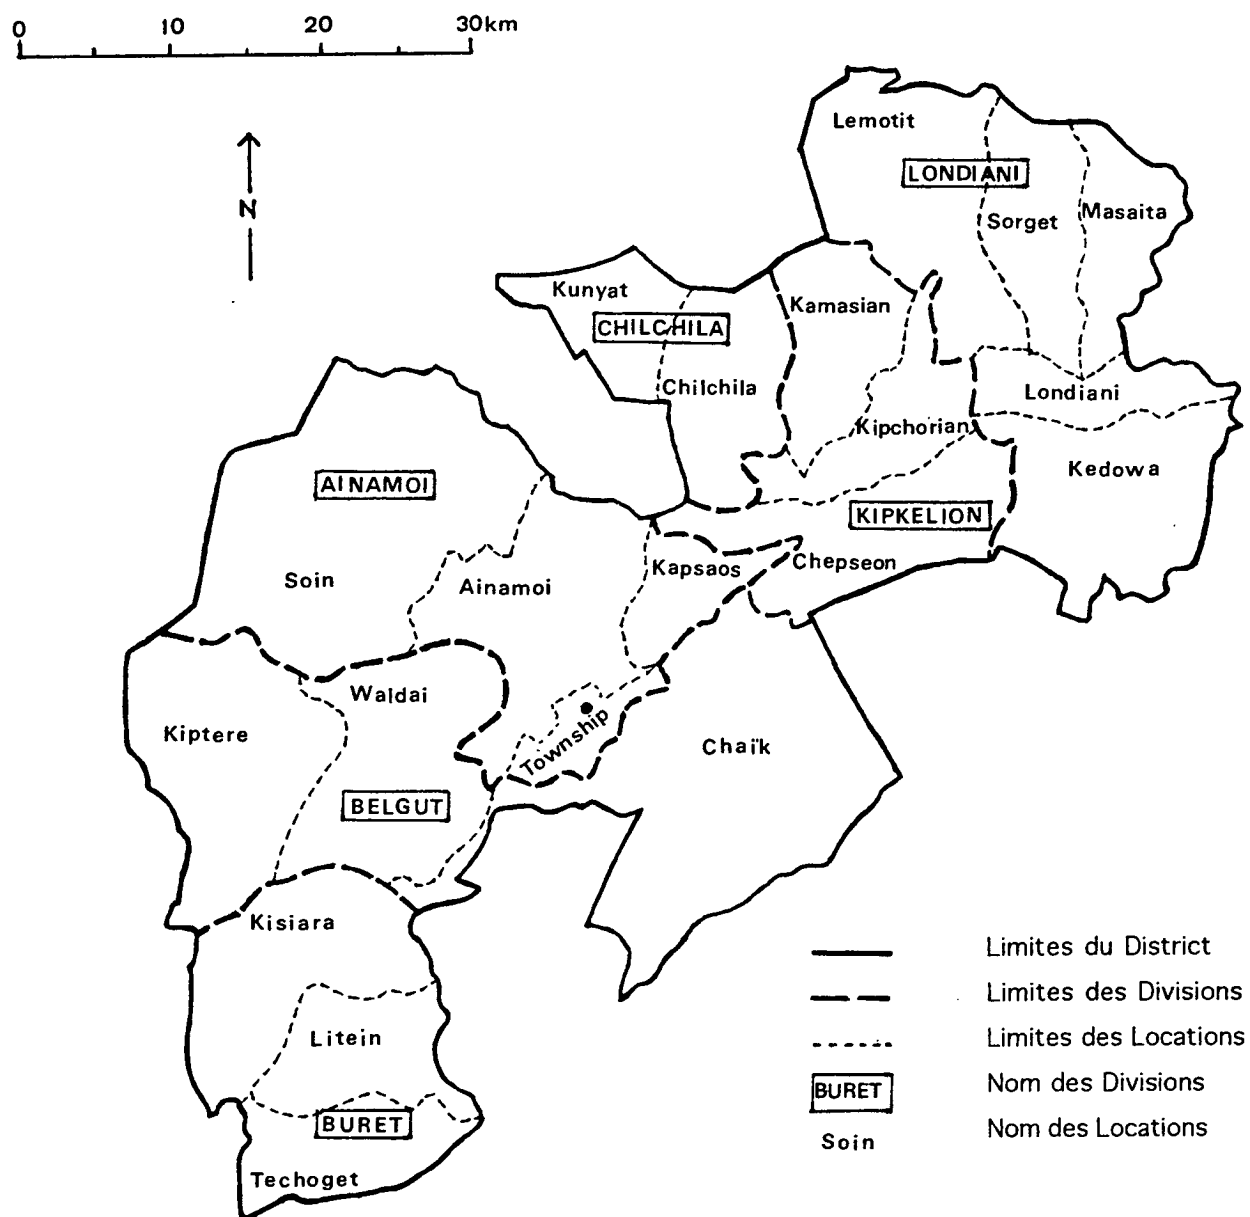 0 10 20 30km
N
Lemotit
LONDIANI
Sorget
Masaita
Kunyat
CHILCHILA
Kamasian
Chilchila
Londiani
Kipchorian
Kedowa
AINAMOI
KIPKELION
Soin
Ainamoi
Kapsaos
Chepseon
Waldai
Kiptere
Township
Chaïk
BELGUT
Kisiara
Litein
BURET
Techoget
Limites du District
Limites des Divisions
Limites des Locations
BURET Nom des Divisions
Soin Nom des Locations